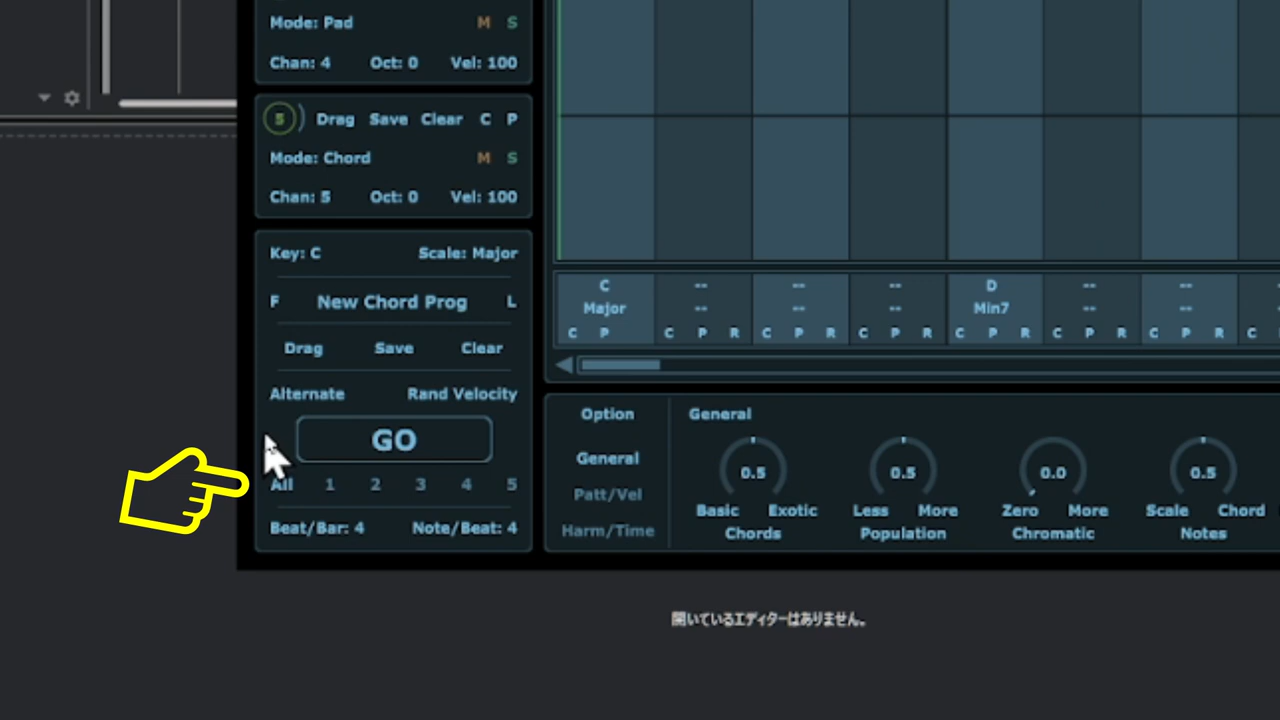 Mode: Pad M S
Chan: 4 Oct: 0 Vel: 100
5 Drag Save Clear C P
Mode: Chord M S
Chan: 5 Oct: 0 Vel: 100
Key: C Scale: Major
F New Chord Prog L
Drag Save Clear
Alternate Rand Velocity
GO
All 1 2 3 4 5
Beat/Bar: 4 Note/Beat: 4
C -- -- -- D -- --
Major -- -- -- Min7 -- --
C P C P R C P R C P R C P R C P R C P R C
Option General
General
Patt/Vel
Harm/Time
0.5 0.5 0.0 0.5
Basic Exotic Less More Zero More Scale Chord
Chords Population Chromatic Notes
開いているエディターはありません。